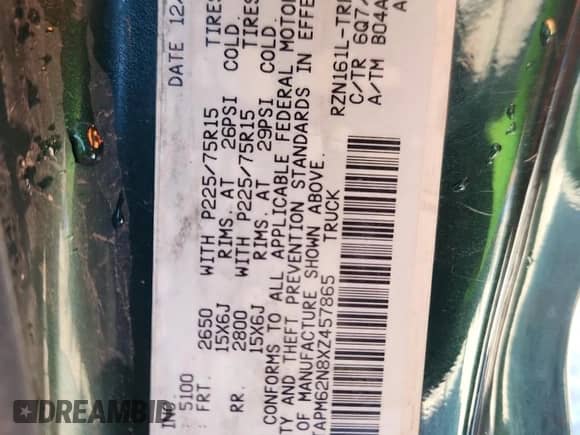 DATE 12
INC 5100
FRT. 2650 WITH P225/75R15 TIRES
15X6J RIMS. AT 26PSI COLD.
RR. 2800 WITH P225/75R15 TIRES
15X6J RIMS. AT 29PSI COLD.
CONFORMS TO ALL APPLICABLE FEDERAL MOTOR
TY AND THEFT PREVENTION STANDARDS IN EFFE
OF MANUFACTURE SHOWN ABOVE.
TAPM62N8XZ457865 TRUCK
RZN161L-TR
C/TR 6Q7
A/TM B04A
A
DREAMBID